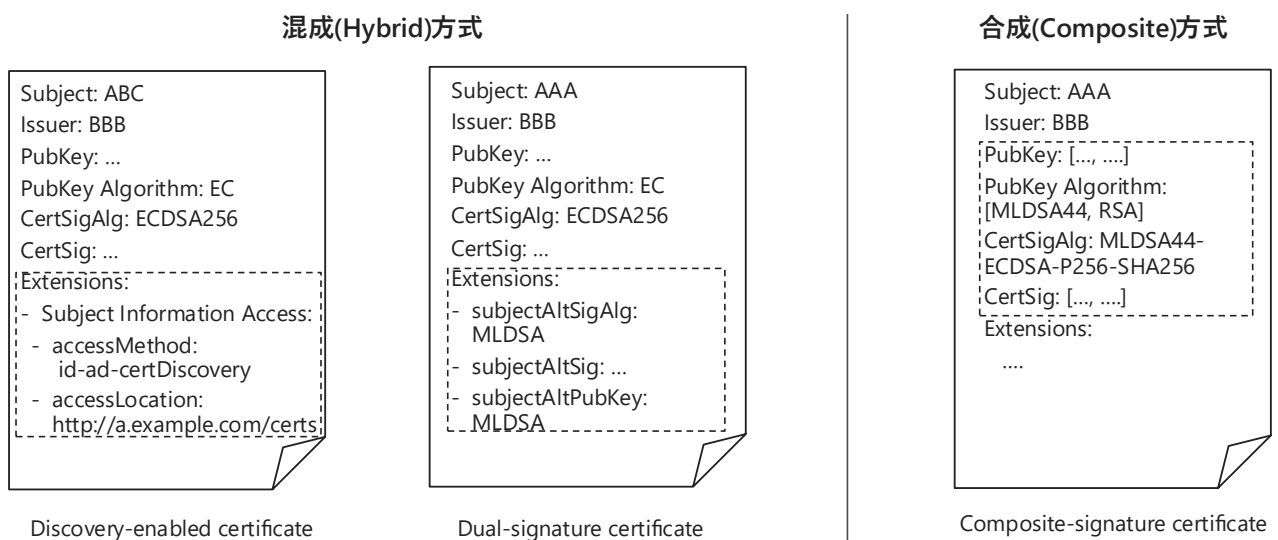 混成(Hybrid)方式
Subject: ABC
Issuer: BBB
PubKey: ...
PubKey Algorithm: EC
CertSigAlg: ECDSA256
CertSig: ...
Extensions:
- Subject Information Access:
- accessMethod:
id-ad-certDiscovery
- accessLocation:
http://a.example.com/certs
Discovery-enabled certificate
Subject: AAA
Issuer: BBB
PubKey: ...
PubKey Algorithm: EC
CertSigAlg: ECDSA256
CertSig: ...
Extensions:
- subjectAltSigAlg:
MLDSA
- subjectAltSig: ...
- subjectAltPubKey:
MLDSA
Dual-signature certificate
合成(Composite)方式
Subject: AAA
Issuer: BBB
PubKey: [..., ....]
PubKey Algorithm:
[MLDSA44, RSA]
CertSigAlg: MLDSA44-
ECDSA-P256-SHA256
CertSig: [..., ....]
Extensions:
....
Composite-signature certificate